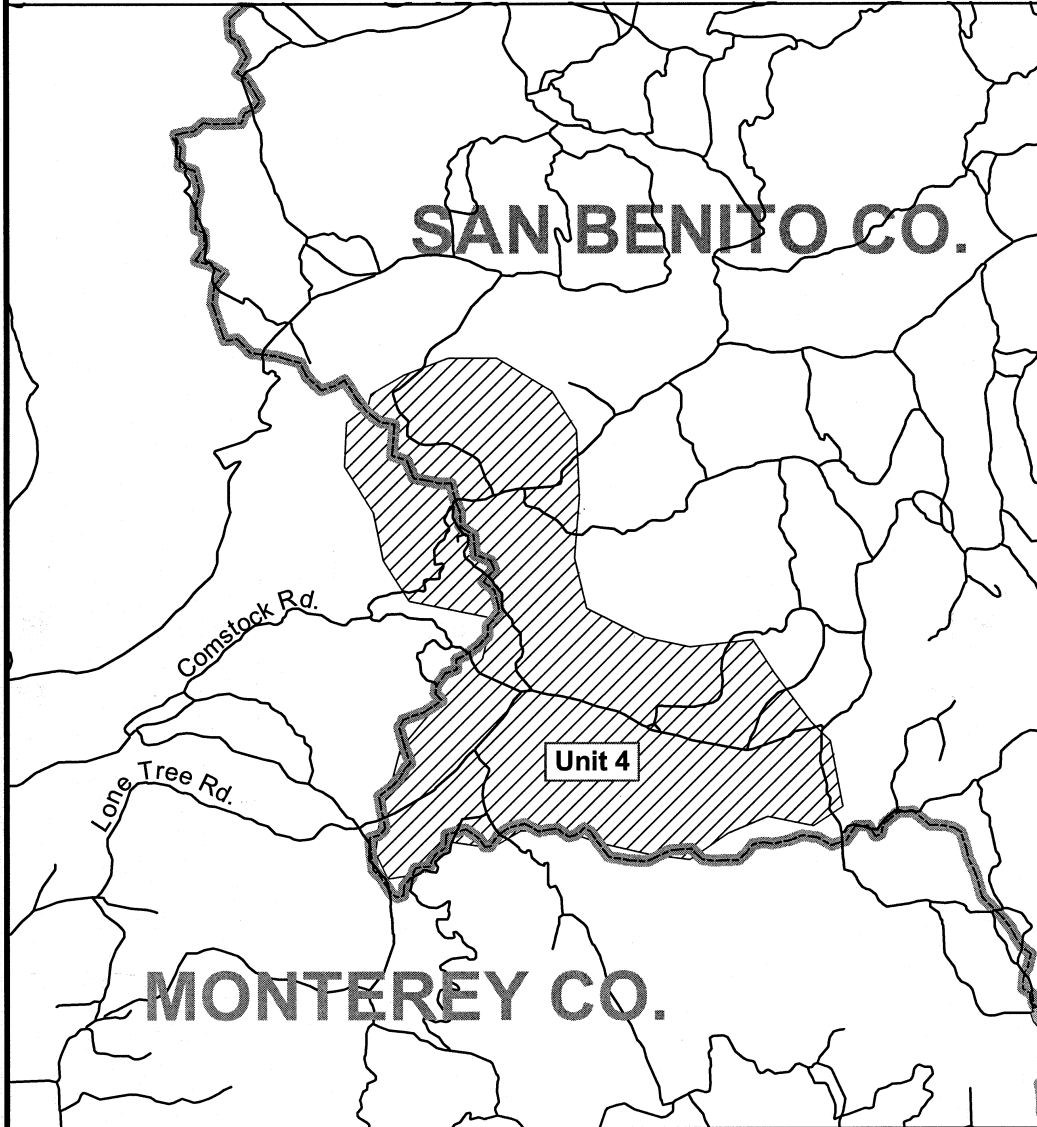 SAN BENITO CO.
Comstock Rd.
Lone Tree Rd.
Unit 4
MONTEREY CO.